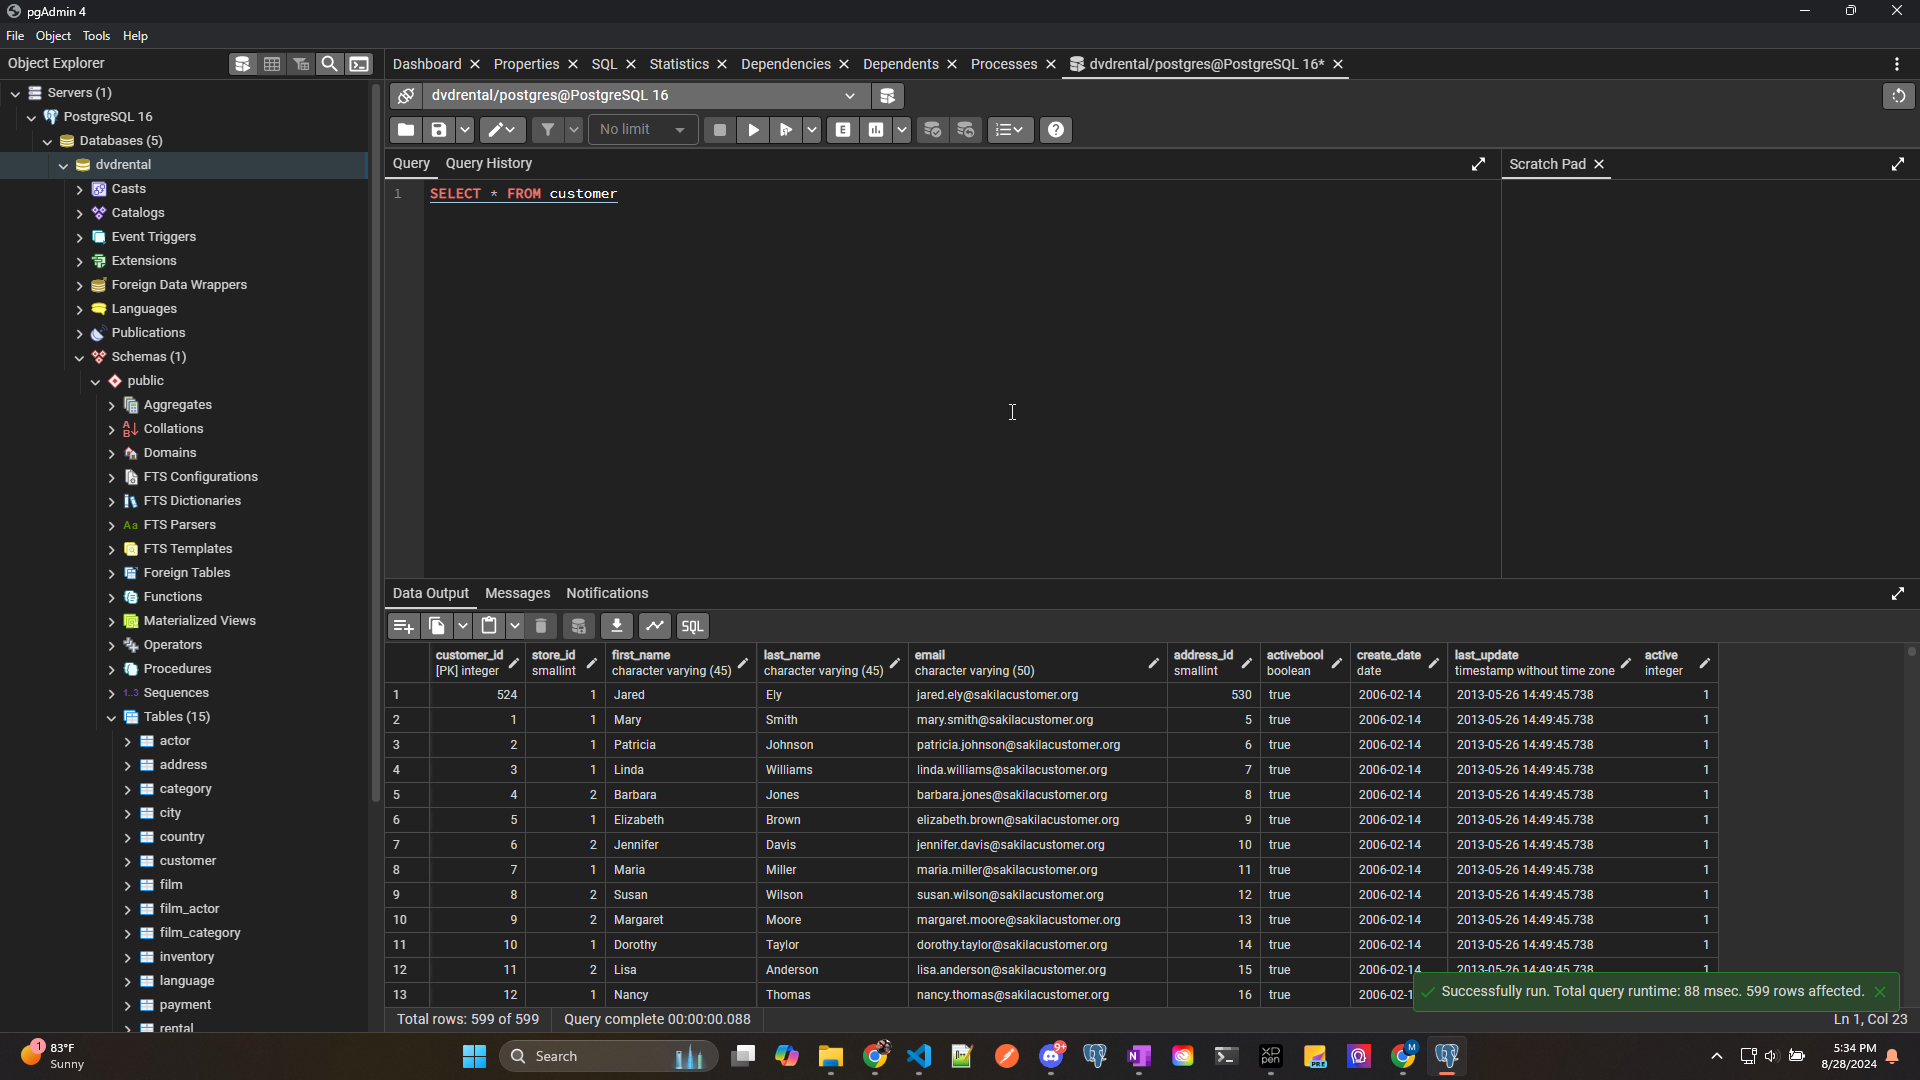 pgAdmin 4
File Object Tools Help
Object Explorer
Dashboard Properties SQL Statistics Dependencies Dependents Processes dvdrental/postgres@PostgreSQL 16*
Servers (1)
PostgreSQL 16
Databases (5)
dvdrental
Casts
Catalogs
Event Triggers
Extensions
Foreign Data Wrappers
Languages
Publications
Schemas (1)
public
Aggregates
Collations
Domains
FTS Configurations
FTS Dictionaries
FTS Parsers
FTS Templates
Foreign Tables
Functions
Materialized Views
Operators
Procedures
1..3 Sequences
Tables (15)
actor
address
category
city
country
customer
film
film_actor
film_category
inventory
language
payment
rental
dvdrental/postgres@PostgreSQL 16
No limit
E
Query Query History
Scratch Pad
1 SELECT * FROM customer
Data Output Messages Notifications
SQL
customer_id store_id first_name last_name email address_id activebool create_date last_update active
[PK] integer smallint character varying (45) character varying (45) character varying (50) smallint boolean date timestamp without time zone integer
1 524 1 Jared Ely jared.ely@sakilacustomer.org 530 true 2006-02-14 2013-05-26 14:49:45.738 1
2 1 1 Mary Smith mary.smith@sakilacustomer.org 5 true 2006-02-14 2013-05-26 14:49:45.738 1
3 2 1 Patricia Johnson patricia.johnson@sakilacustomer.org 6 true 2006-02-14 2013-05-26 14:49:45.738 1
4 3 1 Linda Williams linda.williams@sakilacustomer.org 7 true 2006-02-14 2013-05-26 14:49:45.738 1
5 4 2 Barbara Jones barbara.jones@sakilacustomer.org 8 true 2006-02-14 2013-05-26 14:49:45.738 1
6 5 1 Elizabeth Brown elizabeth.brown@sakilacustomer.org 9 true 2006-02-14 2013-05-26 14:49:45.738 1
7 6 2 Jennifer Davis jennifer.davis@sakilacustomer.org 10 true 2006-02-14 2013-05-26 14:49:45.738 1
8 7 1 Maria Miller maria.miller@sakilacustomer.org 11 true 2006-02-14 2013-05-26 14:49:45.738 1
9 8 2 Susan Wilson susan.wilson@sakilacustomer.org 12 true 2006-02-14 2013-05-26 14:49:45.738 1
10 9 2 Margaret Moore margaret.moore@sakilacustomer.org 13 true 2006-02-14 2013-05-26 14:49:45.738 1
11 10 1 Dorothy Taylor dorothy.taylor@sakilacustomer.org 14 true 2006-02-14 2013-05-26 14:49:45.738 1
12 11 2 Lisa Anderson lisa.anderson@sakilacustomer.org 15 true 2006-02-14 2013-05-26 14:49:45.738 1
13 12 1 Nancy Thomas nancy.thomas@sakilacustomer.org 16 true 2006-02-1
Successfully run. Total query runtime: 88 msec. 599 rows affected.
Total rows: 599 of 599 Query complete 00:00:00.088
Ln 1, Col 23
1 83°F
Sunny
Search
9+
PRE
M
5:34 PM
8/28/2024